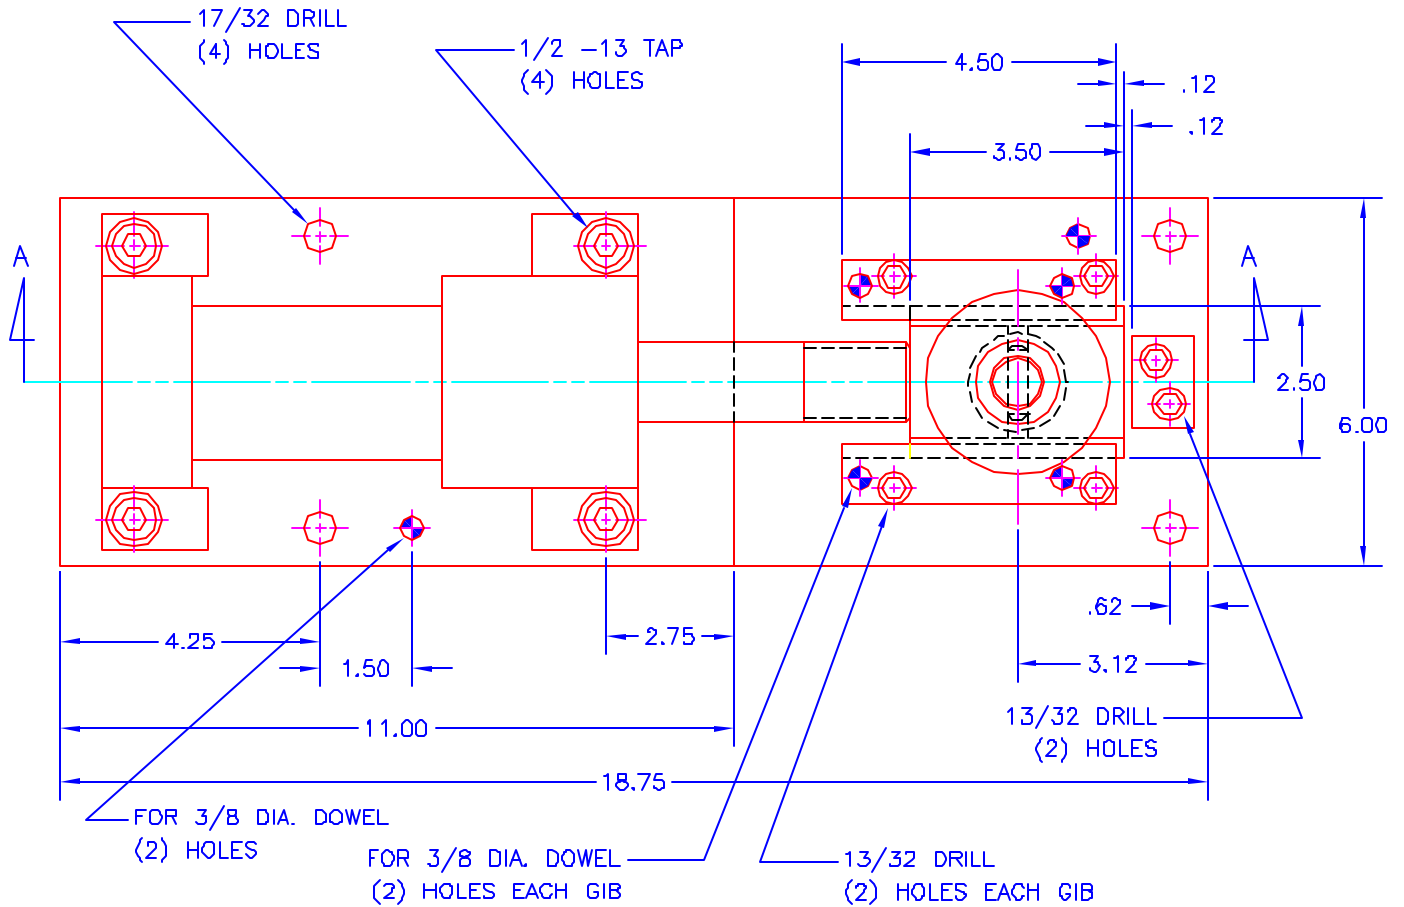 17/32 DRILL
(4) HOLES
1/2 -13 TAP
(4) HOLES
4.50
.12
.12
3.50
A
A
2.50
6.00
.62
4.25
2.75
1.50
3.12
11.00
13/32 DRILL
(2) HOLES
18.75
FOR 3/8 DIA. DOWEL
(2) HOLES
FOR 3/8 DIA. DOWEL
(2) HOLES EACH GIB
13/32 DRILL
(2) HOLES EACH GIB